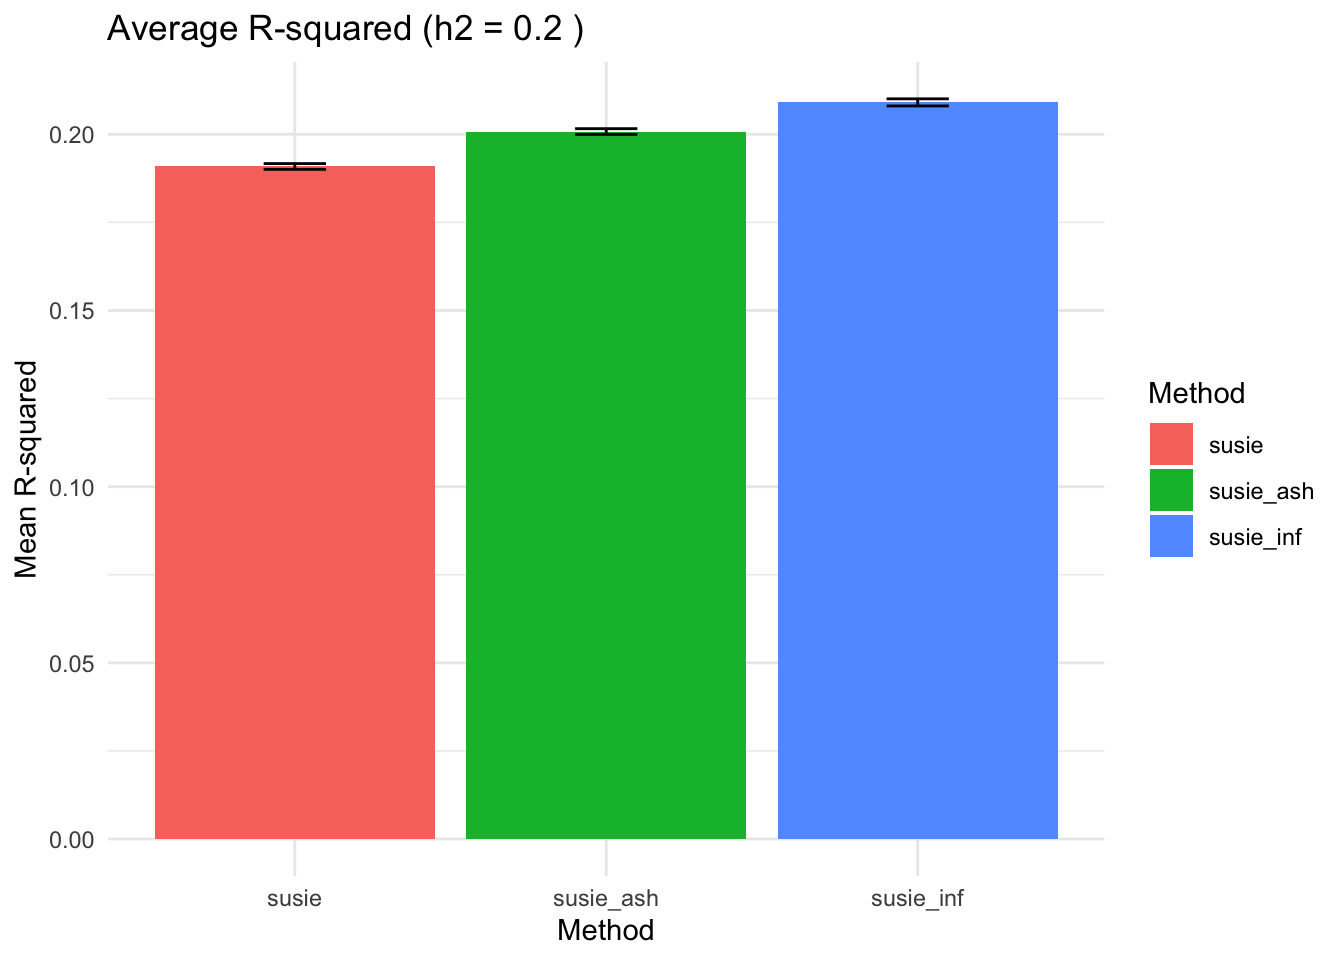 Average R-squared (h2 = 0.2 )
Mean R-squared
0.20
0.15
0.10
0.05
0.00
susie
susie_ash
susie_inf
Method
Method
susie
susie_ash
susie_inf